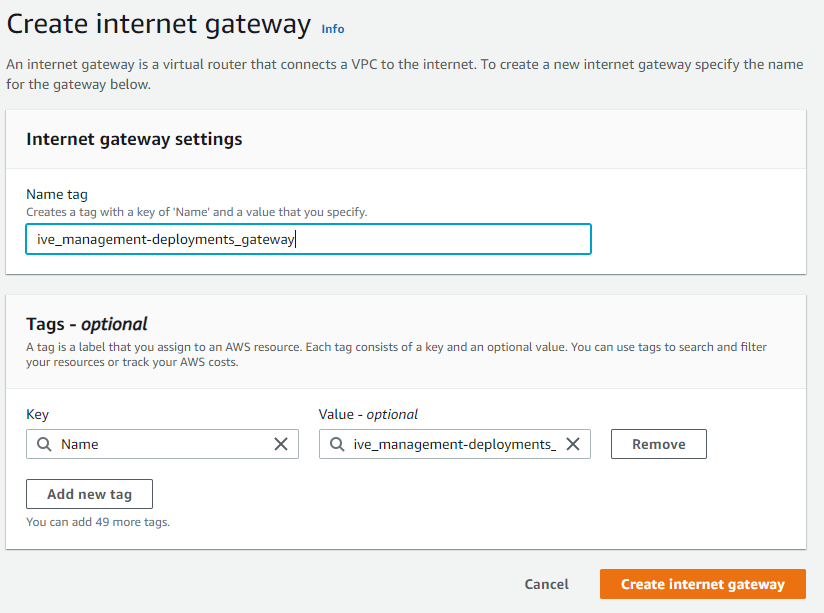 Create internet gateway Info
An internet gateway is a virtual router that connects a VPC to the internet. To create a new internet gateway specify the name
for the gateway below.
Internet gateway settings
Name tag
Creates a tag with a key of 'Name' and a value that you specify.
ive_management-deployments_gateway
Tags - optional
A tag is a label that you assign to an AWS resource. Each tag consists of a key and an optional value. You can use tags to search and filter
your resources or track your AWS costs.
Key Value - optional
Name ive_management-deployments_ Remove
Add new tag
You can add 49 more tags.
Cancel Create internet gateway